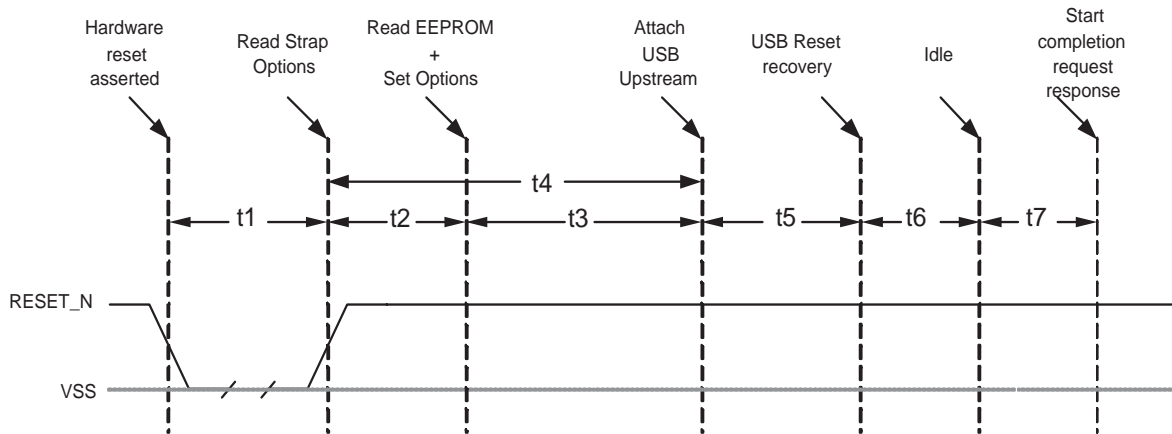 Hardware
reset
asserted
Read Strap
Options
Read EEPROM
+
Set Options
Attach
USB
Upstream
USB Reset
recovery
Idle
Start
completion
request
response
t4
t1
t2
t3
t5
t6
t7
RESET_N
VSS